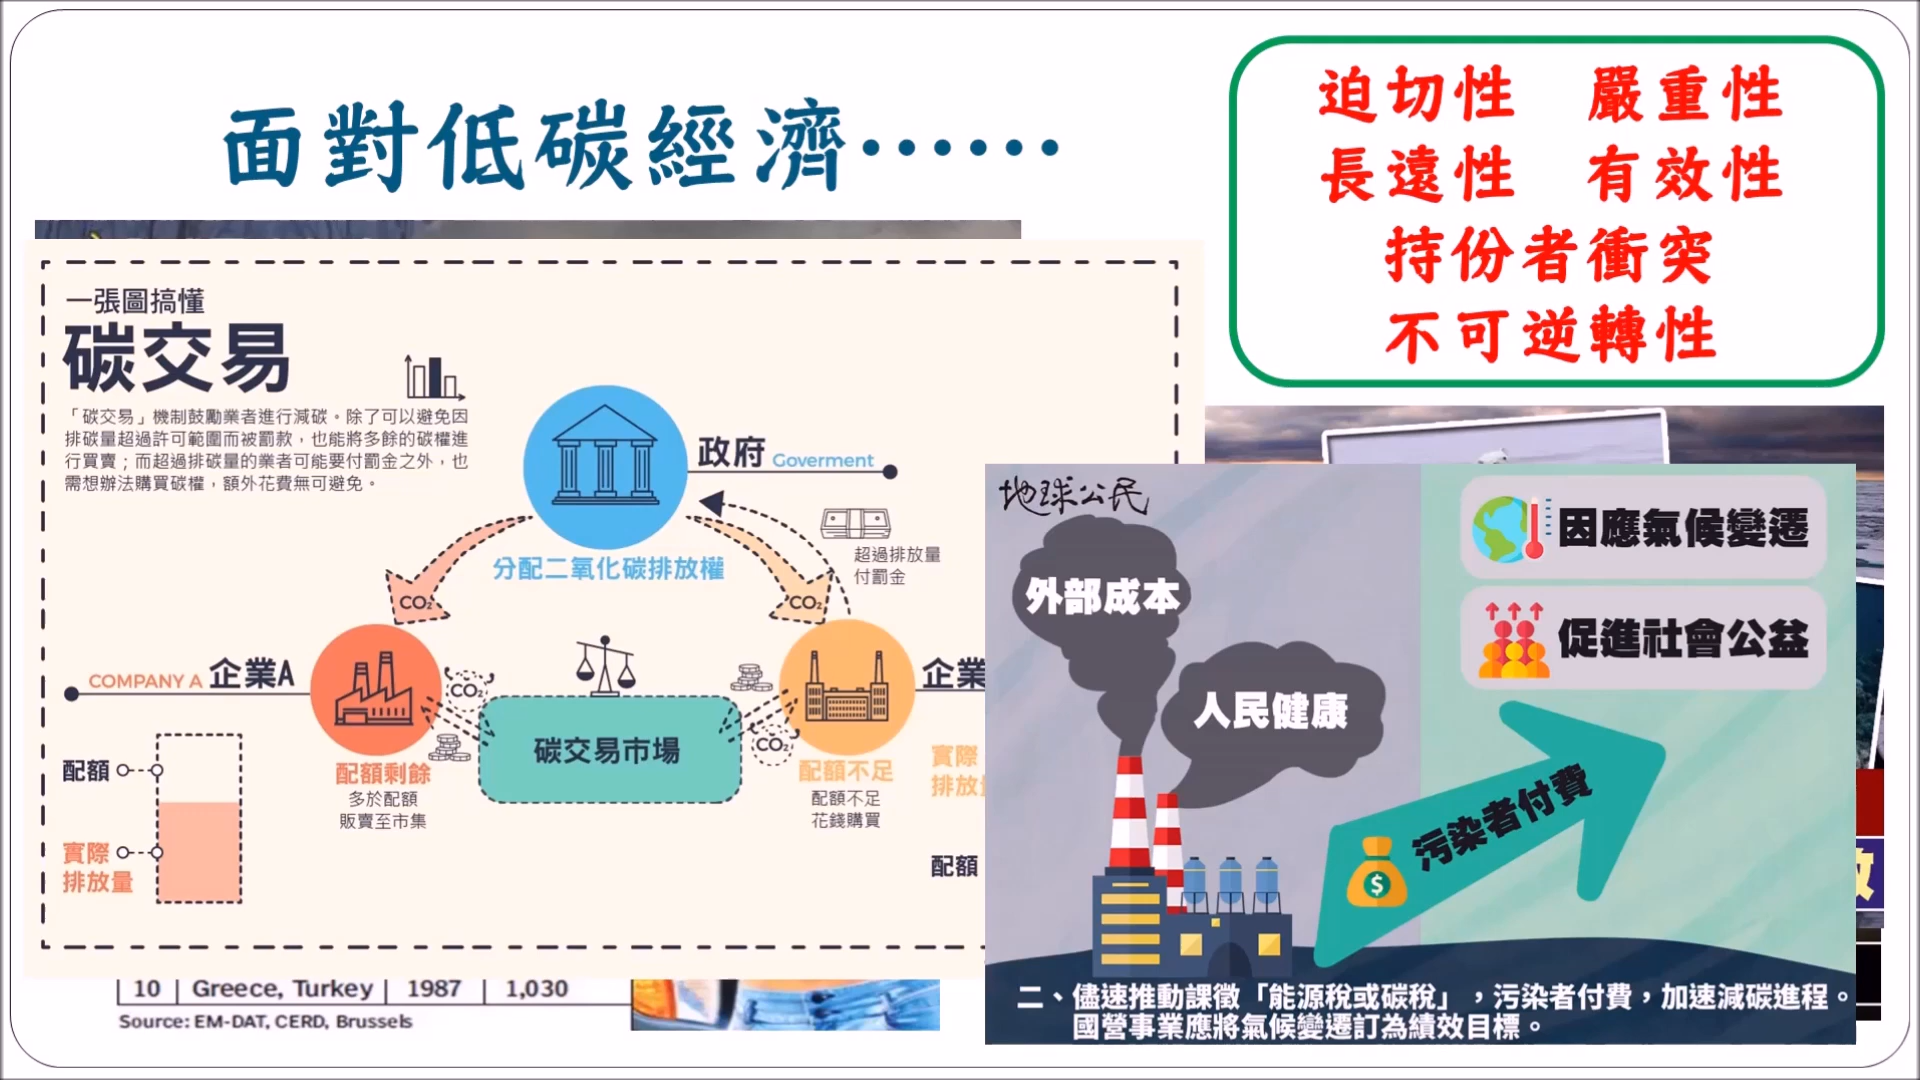 面對低碳經濟……
迫切性 嚴重性
長遠性 有效性
持份者衝突
不可逆轉性
一張圖搞懂
碳交易
「碳交易」機制鼓勵業者進行減碳。除了可以避免因
排碳量超過許可範圍而被罰款，也能將多餘的碳權進
行買賣；而超過排碳量的業者可能要付罰金之外，也
需想辦法購買碳權，額外花費無可避免。
政府 Goverment
分配二氧化碳排放權
超過排放量
付罰金
CO₂
CO₂
COMPANY A 企業A
CO₂
碳交易市場
CO₂
企業
配額
實際
排放量
配額剩餘
多於配額
販賣至市集
配額不足
配額不足
花錢購買
實際
配額
地球公民
外部成本
人民健康
因應氣候變遷
促進社會公益
污染者付費
$
二、儘速推動課徵「能源稅或碳稅」，污染者付費，加速減碳進程。
國營事業應將氣候變遷訂為績效目標。
10 Greece, Turkey 1987 1,030
Source: EM-DAT, CERD, Brussels